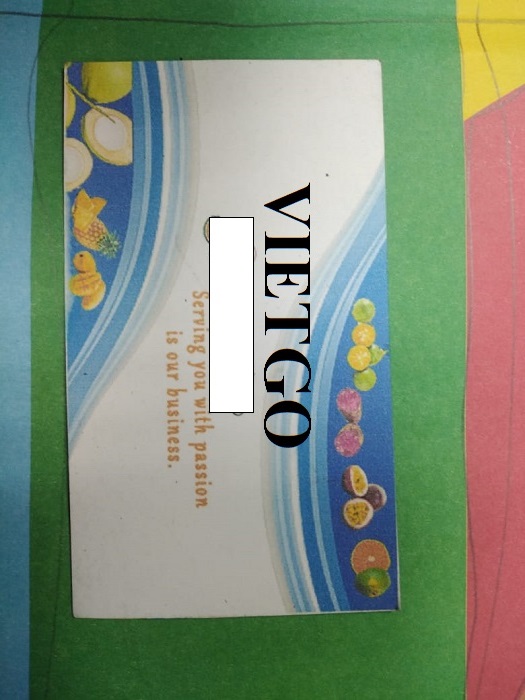 VIETGO
Serving you with passion
is our business.